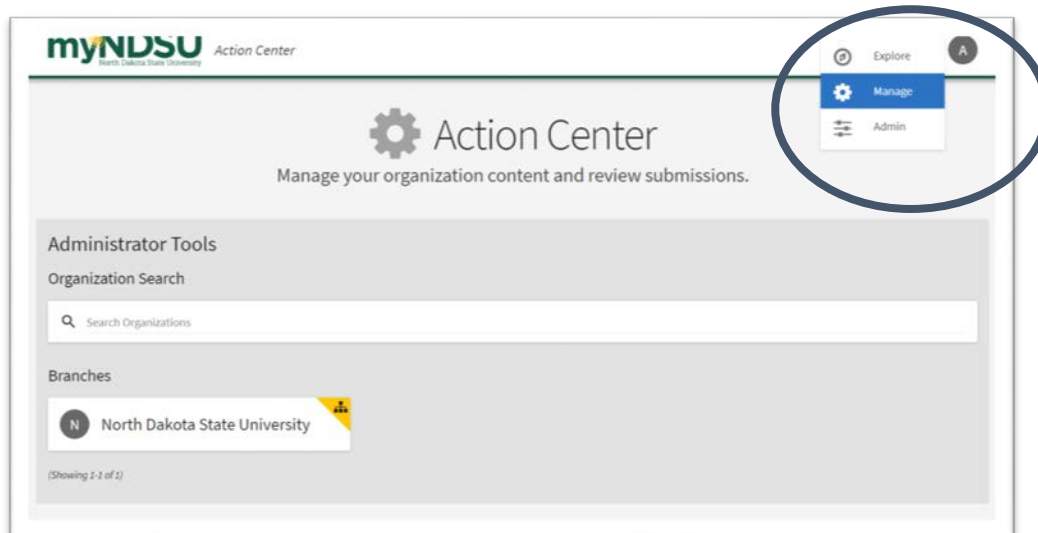 myNDSU Action Center
North Dakota State University
A
Explore
Manage
Admin
Action Center
Manage your organization content and review submissions.
Administrator Tools
Organization Search
Search Organizations
Branches
N North Dakota State University
(Showing 1-1 of 1)